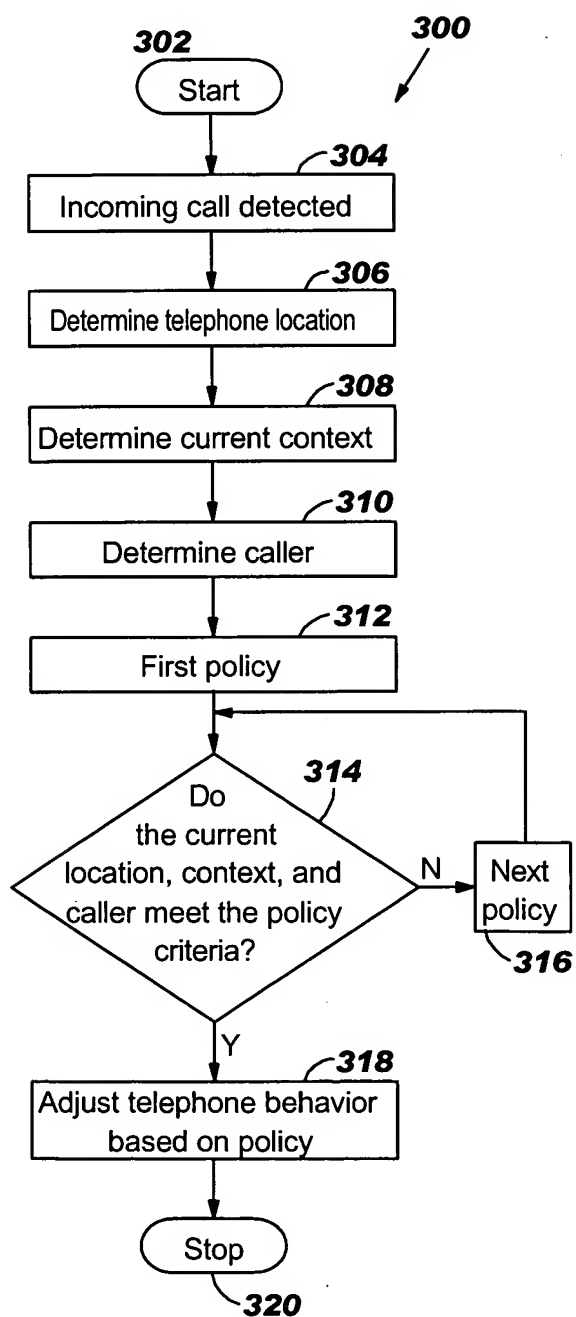 302
300
Start
304
Incoming call detected
306
Determine telephone location
308
Determine current context
310
Determine caller
312
First policy
314
Do
the current
location, context, and
caller meet the policy
criteria?
N
Next
policy
316
Y
318
Adjust telephone behavior
based on policy
Stop
320